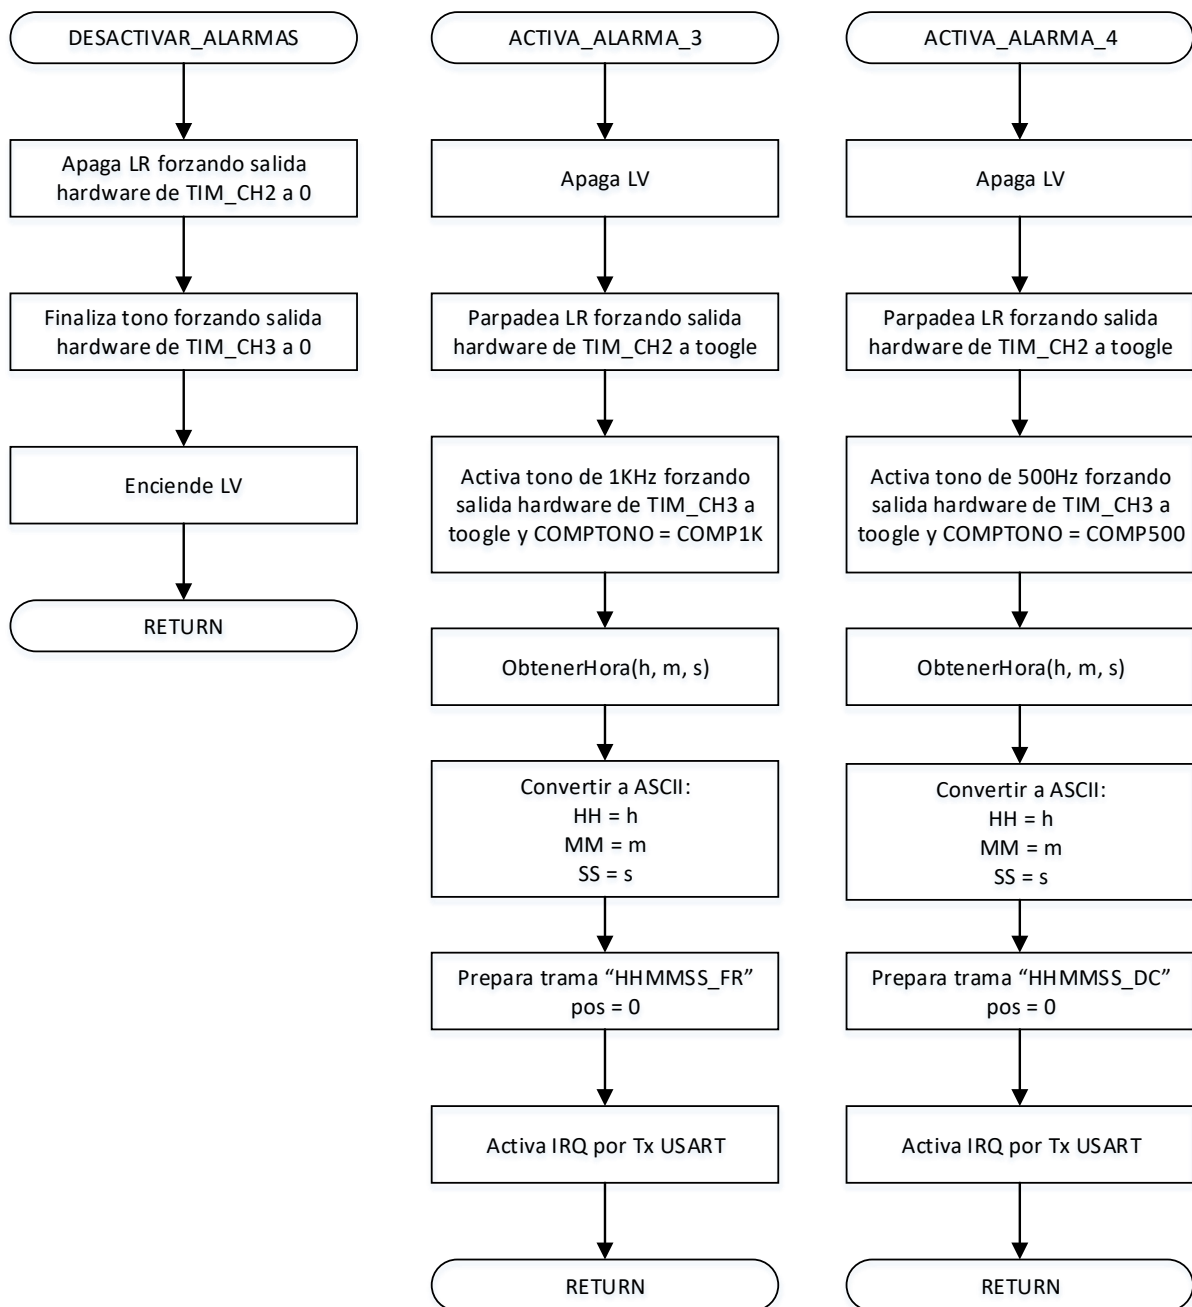 DESACTIVAR_ALARMAS
Apaga LR forzando salida
hardware de TIM_CH2 a 0
Finaliza tono forzando salida
hardware de TIM_CH3 a 0
Enciende LV
RETURN
ACTIVA_ALARMA_3
Apaga LV
Parpadea LR forzando salida
hardware de TIM_CH2 a toogle
Activa tono de 1KHz forzando
salida hardware de TIM_CH3 a
toogle y COMPTONO = COMP1K
ObtenerHora(h, m, s)
Convertir a ASCII:
HH = h
MM = m
SS = s
Prepara trama “HHMMSS_FR”
pos = 0
Activa IRQ por Tx USART
RETURN
ACTIVA_ALARMA_4
Apaga LV
Parpadea LR forzando salida
hardware de TIM_CH2 a toogle
Activa tono de 500Hz forzando
salida hardware de TIM_CH3 a
toogle y COMPTONO = COMP500
ObtenerHora(h, m, s)
Convertir a ASCII:
HH = h
MM = m
SS = s
Prepara trama “HHMMSS_DC”
pos = 0
Activa IRQ por Tx USART
RETURN